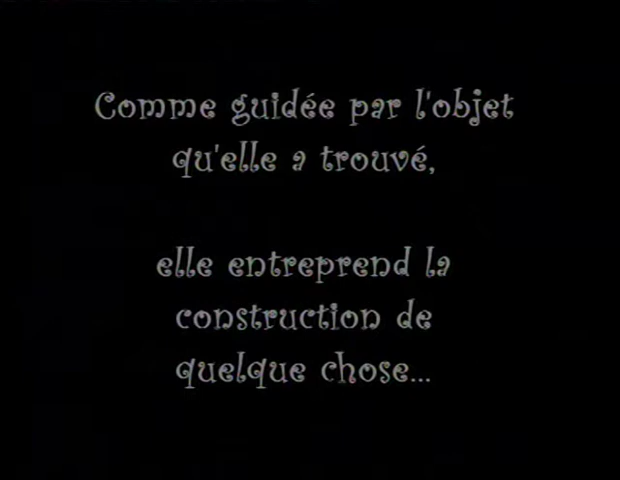 Comme guidée par l'objet
qu'elle a trouvé,
elle entreprend la
construction de
quelque chose...